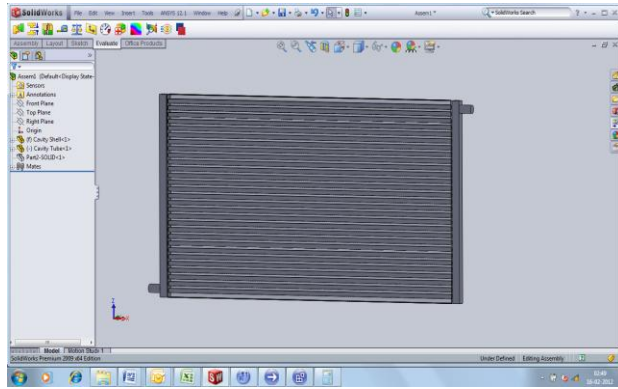 SolidWorks File Edit View Insert Tools ANSYS 12.1 Window Help Assem1 * SolidWorks Search
Assembly Layout Sketch Evaluate Office Products
Assem1 (Default<Display State-
Sensors
Annotations
Front Plane
Top Plane
Right Plane
Origin
(f) Cavity Shell<1>
(-) Cavity Tube<1>
Part2-SOLID<1>
Mates
Model Motion Study 1
SolidWorks Premium 2009 x64 Edition Under Defined Editing Assembly